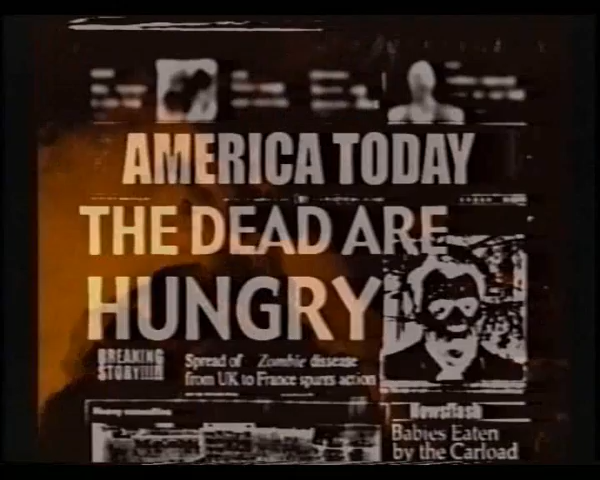 AMERICA TODAY
THE DEAD ARE
HUNGRY
BREAKING
STORY!!!!
Spread of Zombie disease
from UK to France spurrs action
Newsflash
Babies Eaten
by the Carload